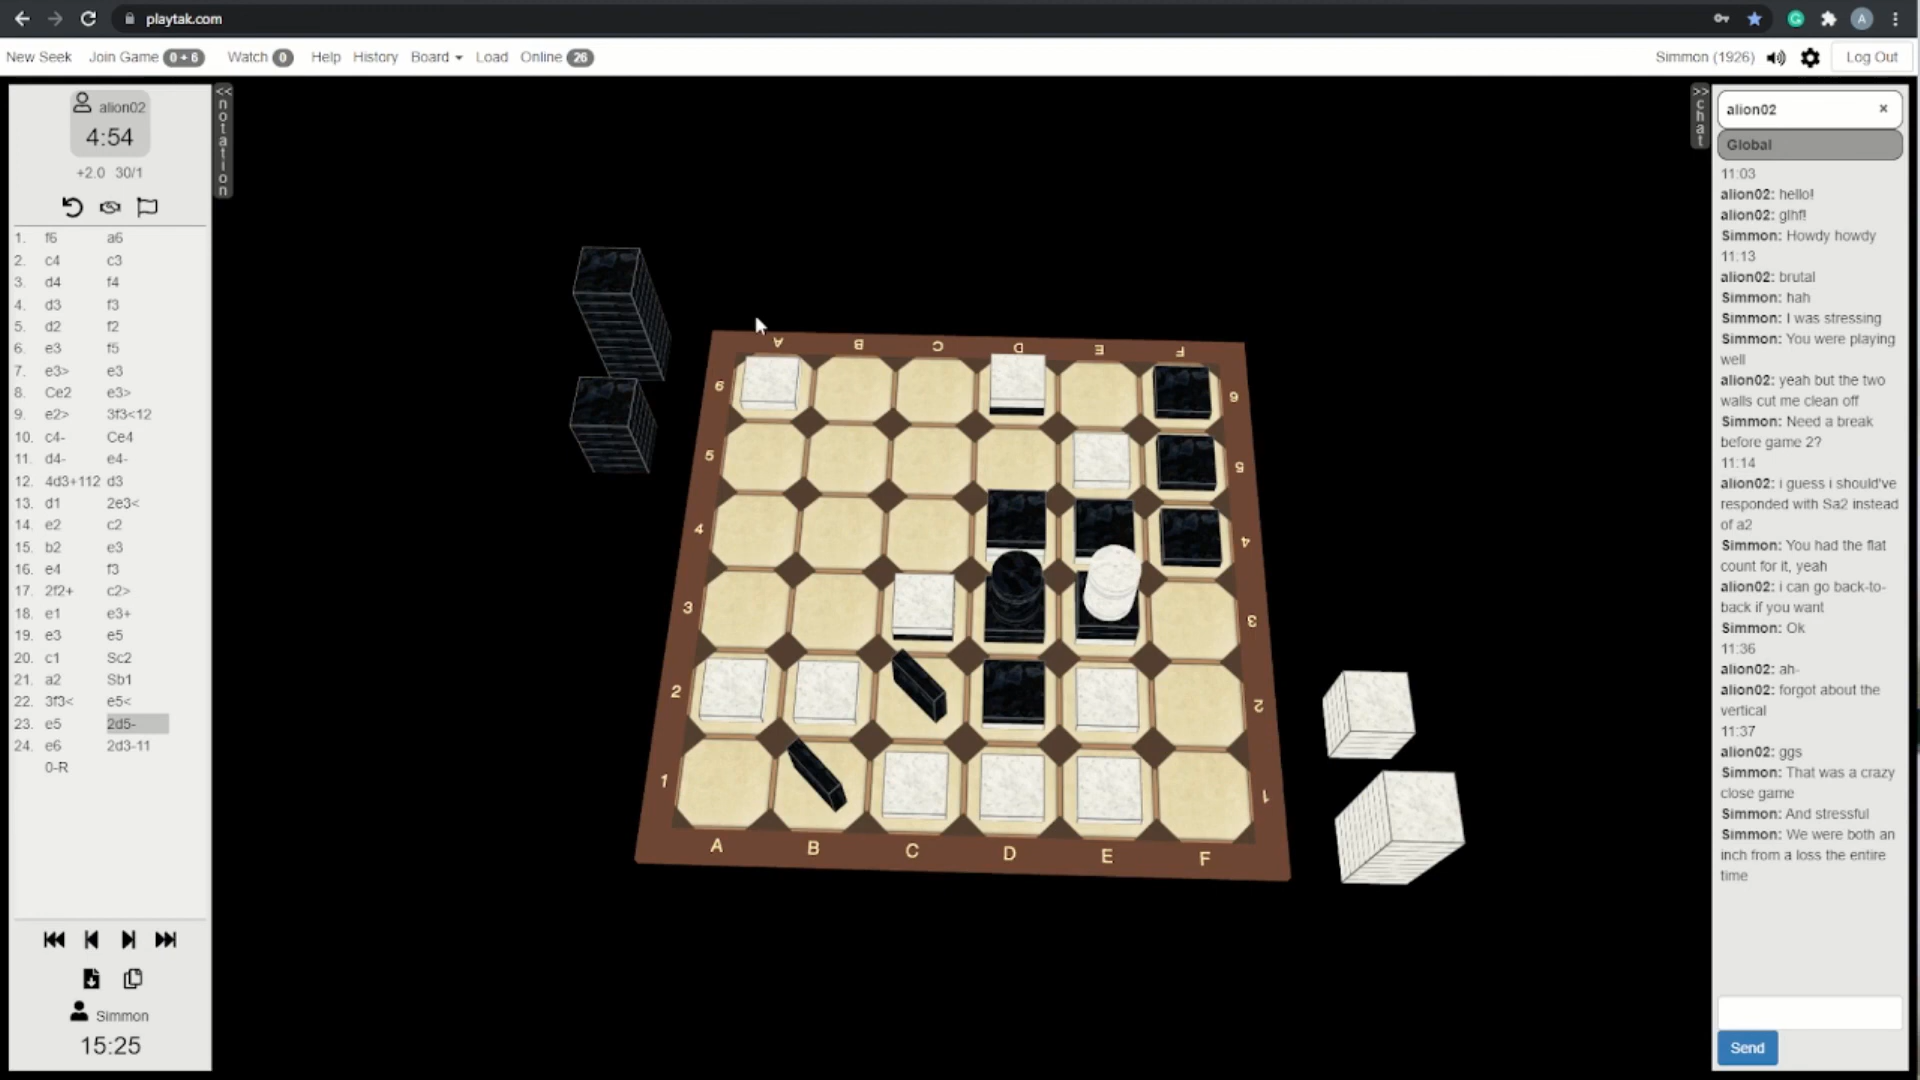 playtak.com
A
New Seek Join Game 0 + 6 Watch 0 Help History Board Load Online 26 Simmon (1926) Log Out
alion02
4:54
+2.0 30/1
1. f6 a6
2. c4 c3
3. d4 f4
4. d3 f3
5. d2 f2
6. e3 f5
7. e3> e3
8. Ce2 e3>
9. e2> 3f3<12
10. c4- Ce4
11. d4- e4-
12. 4d3+112 d3
13. d1 2e3<
14. e2 c2
15. b2 e3
16. e4 f3
17. 2f2+ c2>
18. e1 e3+
19. e3 e5
20. c1 Sc2
21. a2 Sb1
22. 3f3< e5<
23. e5 2d5-
24. e6 2d3-11
0-R
Simmon
15:25
<< notation
A B C D E F
6 6
5 5
4 4
3 3
2 2
1 1
A B C D E F
>> chat
alion02 ×
Global
11:03
alion02: hello!
alion02: glhf!
Simmon: Howdy howdy
11:13
alion02: brutal
Simmon: hah
Simmon: I was stressing
Simmon: You were playing
well
alion02: yeah but the two
walls cut me clean off
Simmon: Need a break
before game 2?
11:14
alion02: i guess i should've
responded with Sa2 instead
of a2
Simmon: You had the flat
count for it, yeah
alion02: i can go back-to-
back if you want
Simmon: Ok
11:36
alion02: ah-
alion02: forgot about the
vertical
11:37
alion02: ggs
Simmon: That was a crazy
close game
Simmon: And stressful
Simmon: We were both an
inch from a loss the entire
time
Send